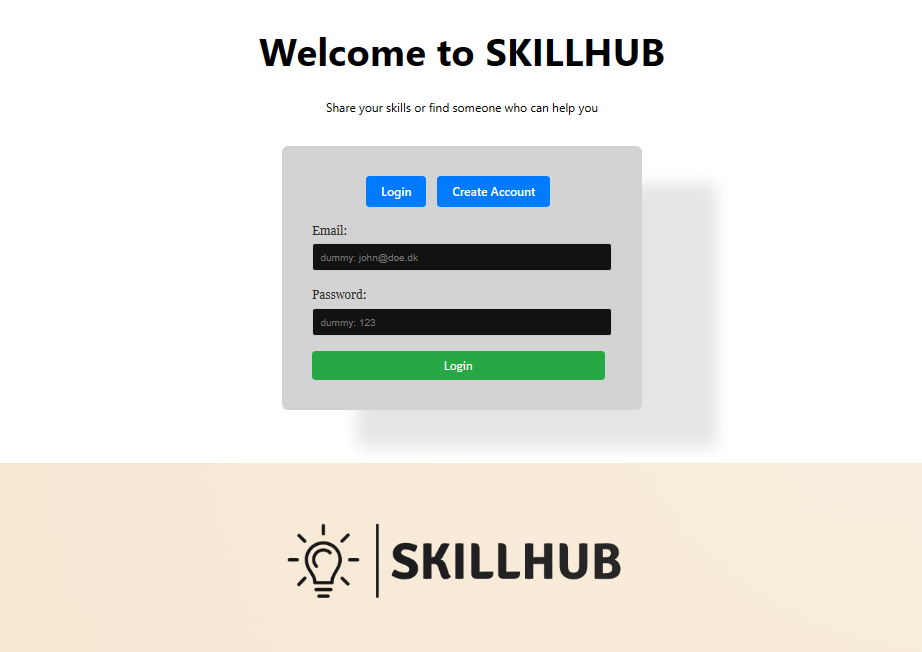 Welcome to SKILLHUB
Share your skills or find someone who can help you
Login Create Account
Email:
dummy: john@doe.dk
Password:
dummy: 123
Login
SKILLHUB